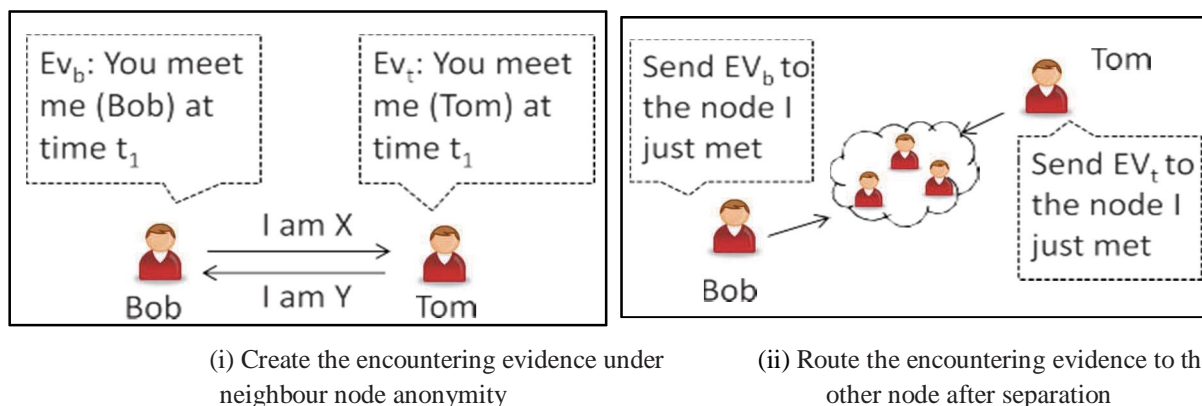 Ev_b: You meet
me (Bob) at
time t_1
Ev_t: You meet
me (Tom) at
time t_1
I am X
I am Y
Bob
Tom
Send EV_b to
the node I
just met
Tom
Send EV_t to
the node I
just met
Bob
(i) Create the encountering evidence under
neighbour node anonymity
(ii) Route the encountering evidence to th
other node after separation